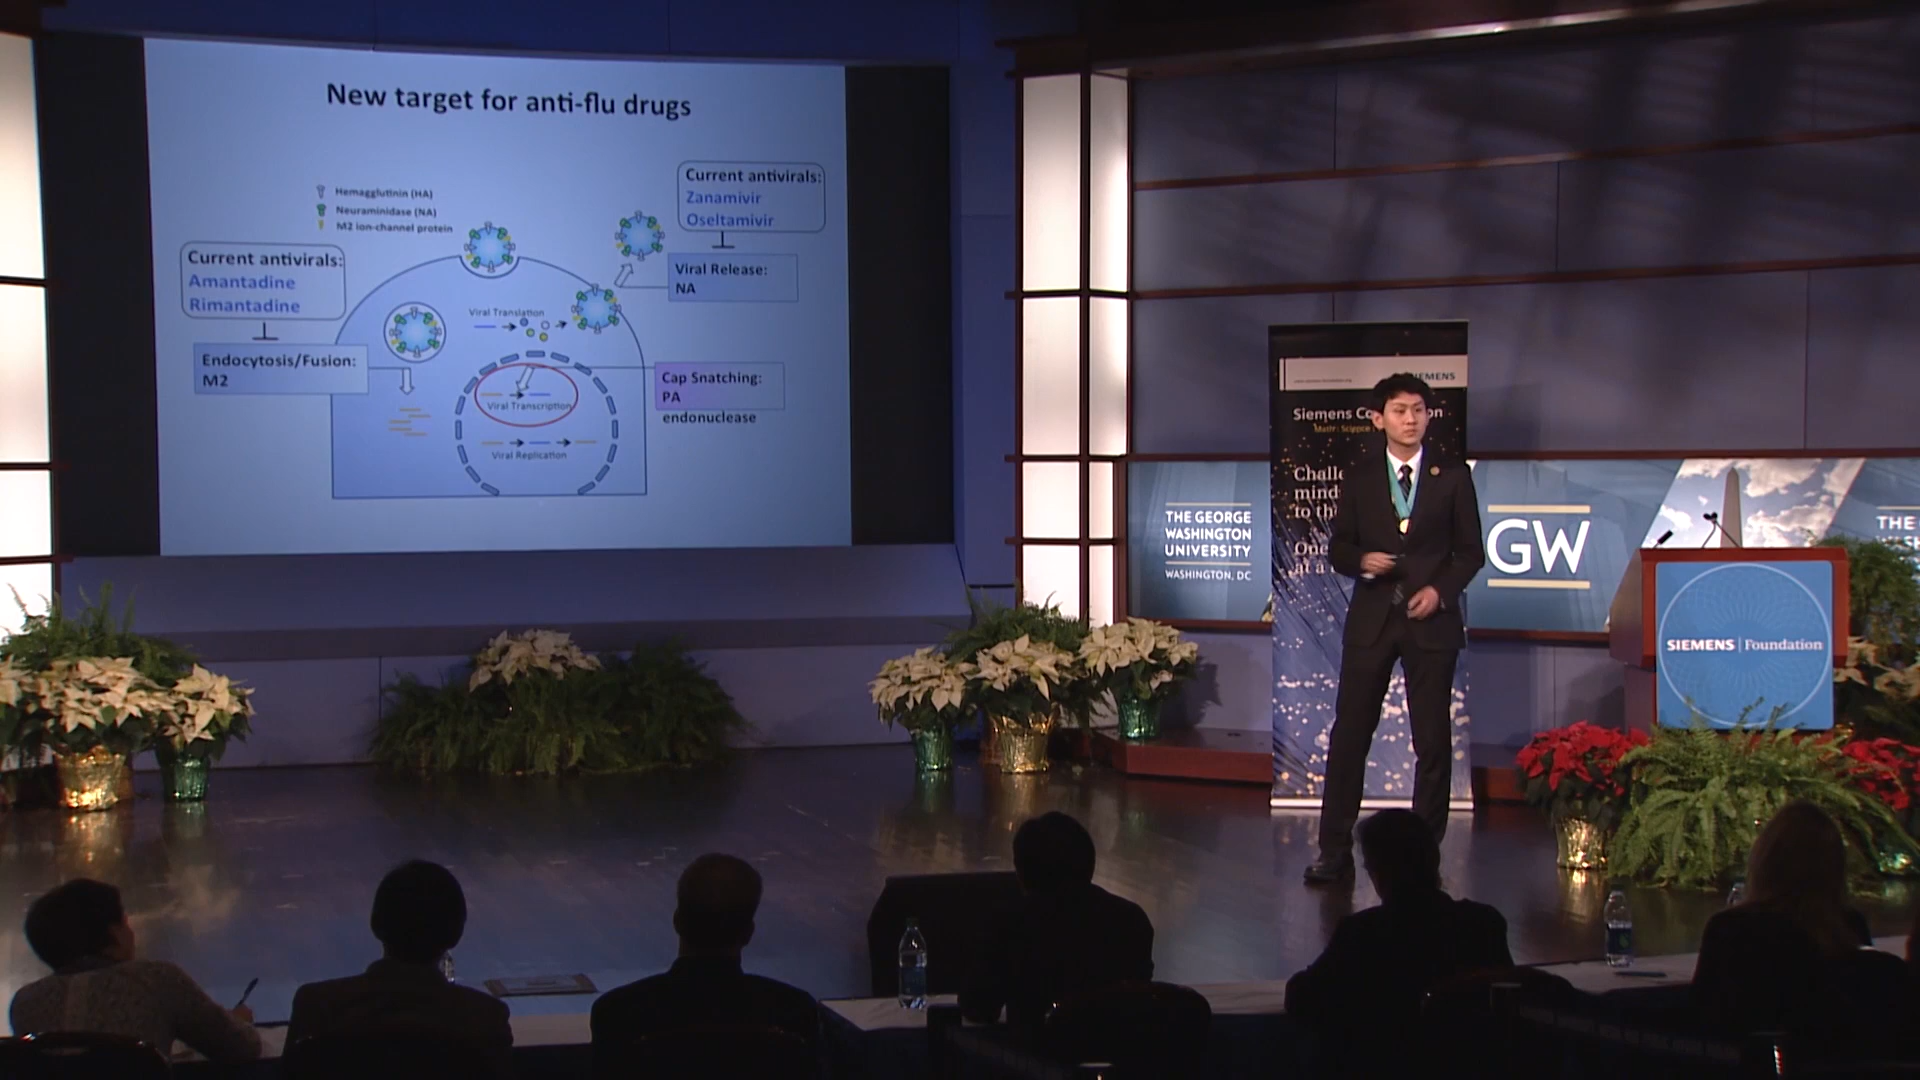 New target for anti-flu drugs
Hemagglutinin (HA)
Neuraminidase (NA)
M2 ion-channel protein
Current antivirals:
Zanamivir
Oseltamivir
Current antivirals:
Amantadine
Rimantadine
Viral Release:
NA
Viral Translation
Endocytosis/Fusion:
M2
Cap Snatching:
PA
endonuclease
Viral Transcription
Viral Replication
SIEMENS
Siemens Co on
Math : Science
Challe
mind
to th
One
at a
THE GEORGE
WASHINGTON
UNIVERSITY
WASHINGTON, DC
GW
THE
SIEMENS | Foundation